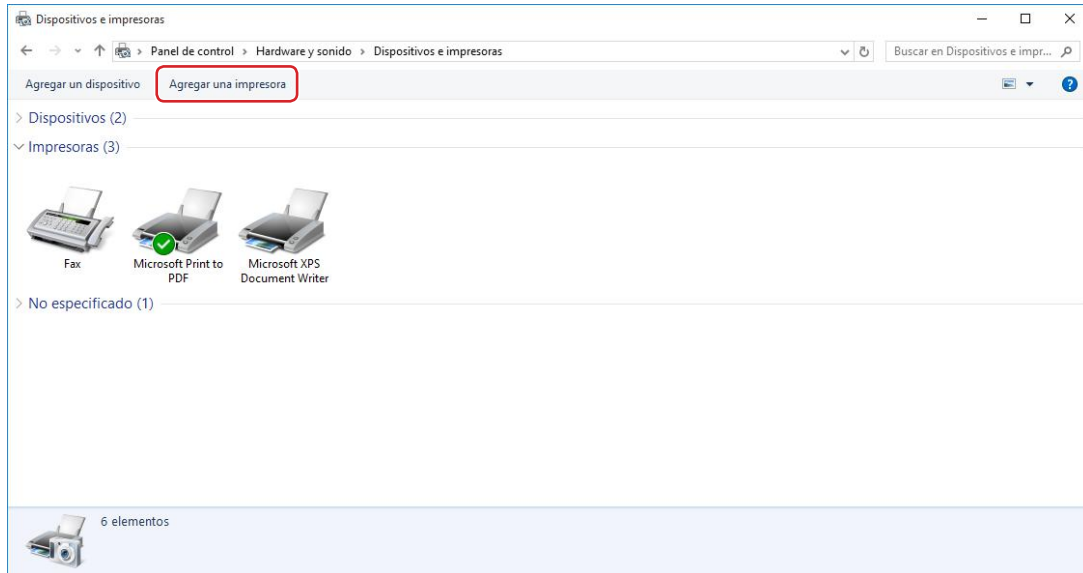 Dispositivos e impresoras
Panel de control > Hardware y sonido > Dispositivos e impresoras
Buscar en Dispositivos e impr...
Agregar un dispositivo Agregar una impresora
Dispositivos (2)
Impresoras (3)
Fax
Microsoft Print to
PDF
Microsoft XPS
Document Writer
No especificado (1)
6 elementos